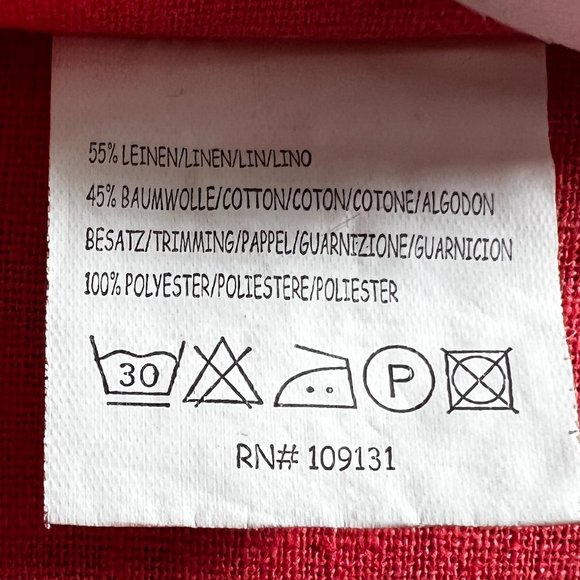 55% LEINEN/LINEN/LIN/LINO
45% BAUMWOLLE/COTTON/COTON/COTONE/ALGODON
BESATZ/TRIMMING/PAPPEL/GUARNIZIONE/GUARNICION
100% POLYESTER/POLIESTERE/POLIESTER
30 P
RN# 109131